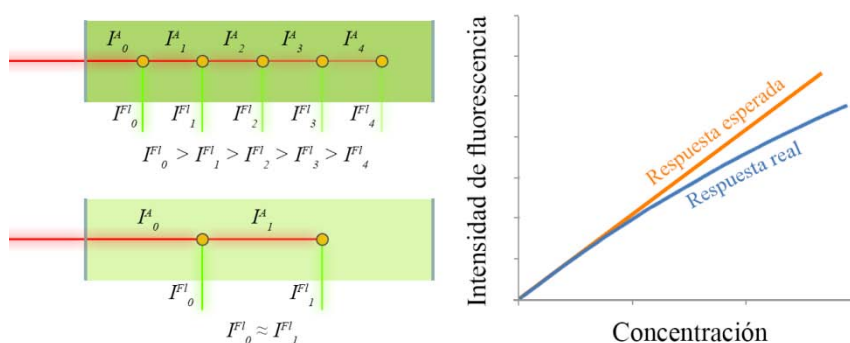 I^A_0 I^A_1 I^A_2 I^A_3 I^A_4
I^Fl_0 I^Fl_1 I^Fl_2 I^Fl_3 I^Fl_4
I^Fl_0 > I^Fl_1 > I^Fl_2 > I^Fl_3 > I^Fl_4
I^A_0 I^A_1
I^Fl_0 I^Fl_1
I^Fl_0 ≈ I^Fl_1
Intensidad de fluorescencia
Respuesta esperada
Respuesta real
Concentración